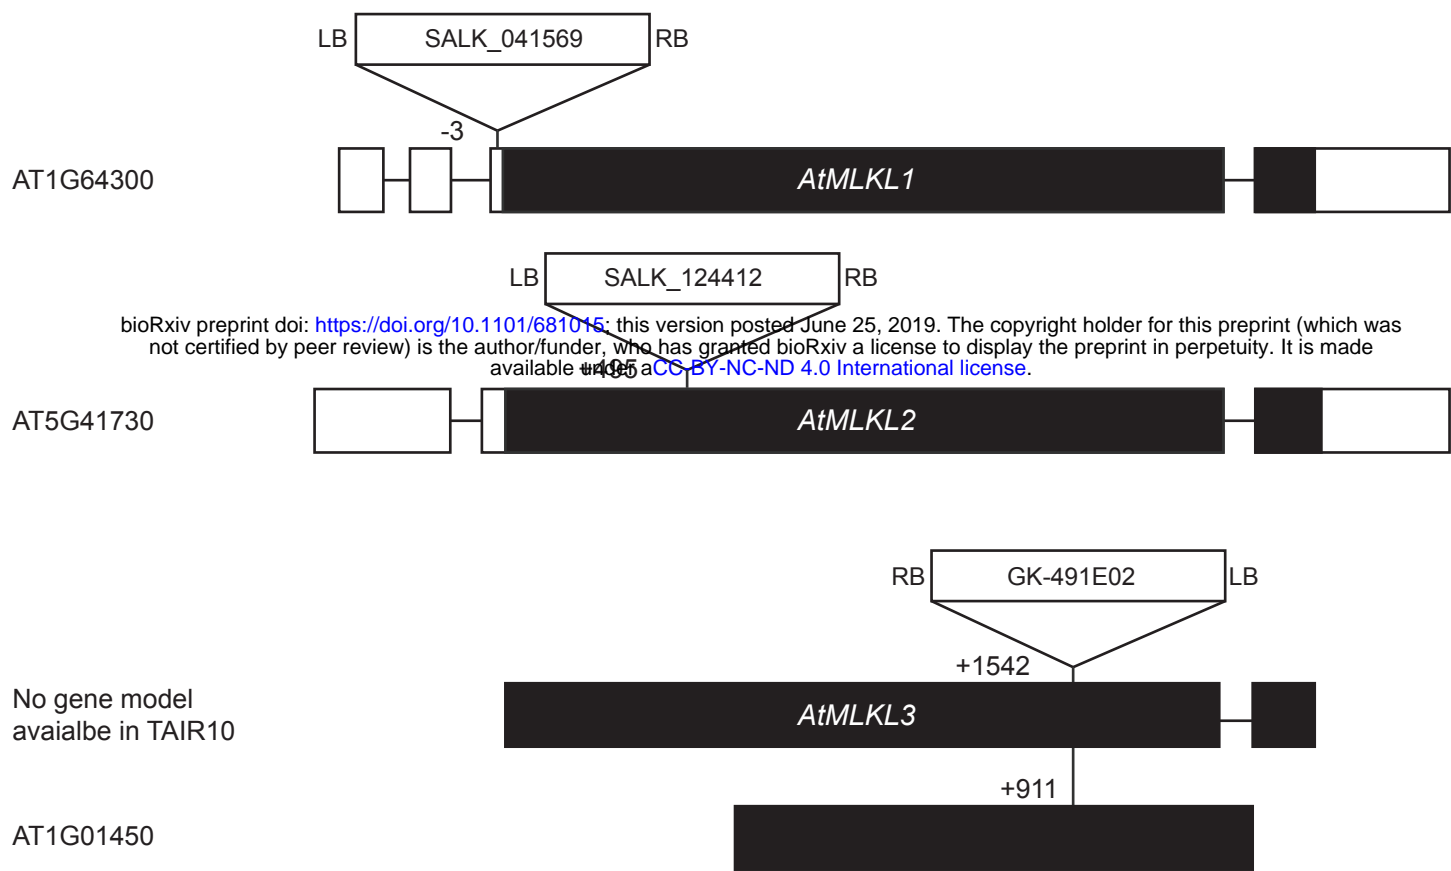 LB SALK_041569 RB
-3
AT1G64300 AtMLKL1
LB SALK_124412 RB
bioRxiv preprint doi: https://doi.org/10.1101/681015; this version posted June 25, 2019. The copyright holder for this preprint (which was
not certified by peer review) is the author/funder, who has granted bioRxiv a license to display the preprint in perpetuity. It is made
available under aCC-BY-NC-ND 4.0 International license.
+495
AT5G41730 AtMLKL2
RB GK-491E02 LB
+1542
No gene model
avaialbe in TAIR10
AtMLKL3
+911
AT1G01450